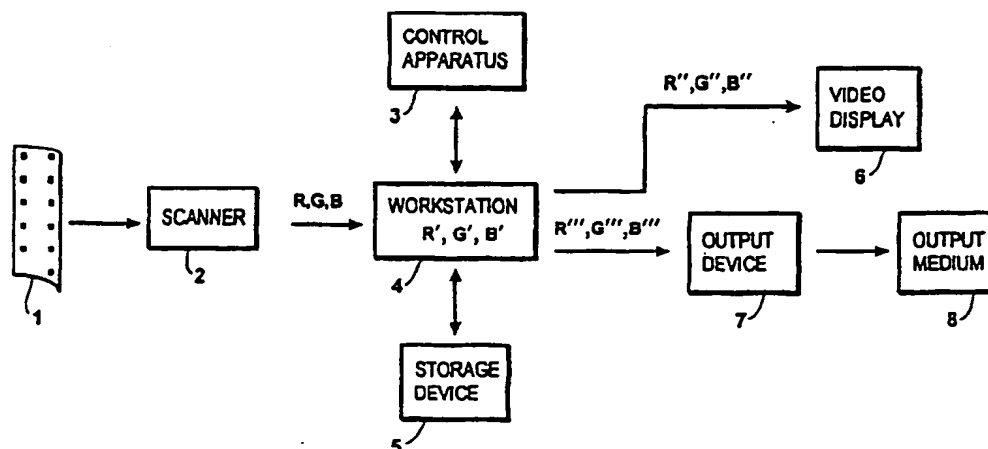 CONTROL
APPARATUS
3
R'',G'',B''
VIDEO
DISPLAY
6
1
SCANNER
2
R,G,B
WORKSTATION
R', G', B'
4
R''',G''',B'''
OUTPUT
DEVICE
7
OUTPUT
MEDIUM
8
STORAGE
DEVICE
5